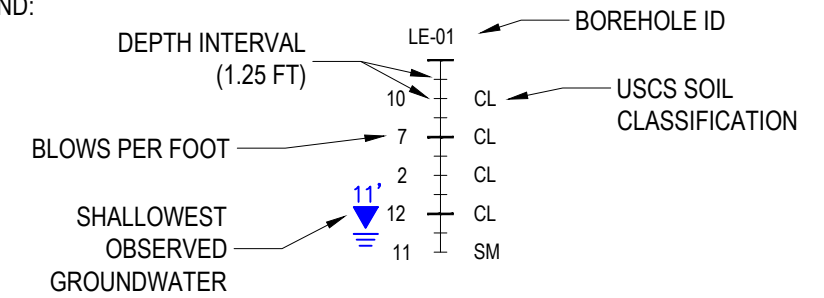 ND:
LE-01
BOREHOLE ID
DEPTH INTERVAL
(1.25 FT)
10 CL
USCS SOIL
CLASSIFICATION
BLOWS PER FOOT
7 CL
2 CL
11'
12 CL
SHALLOWEST
OBSERVED
GROUNDWATER
11 SM